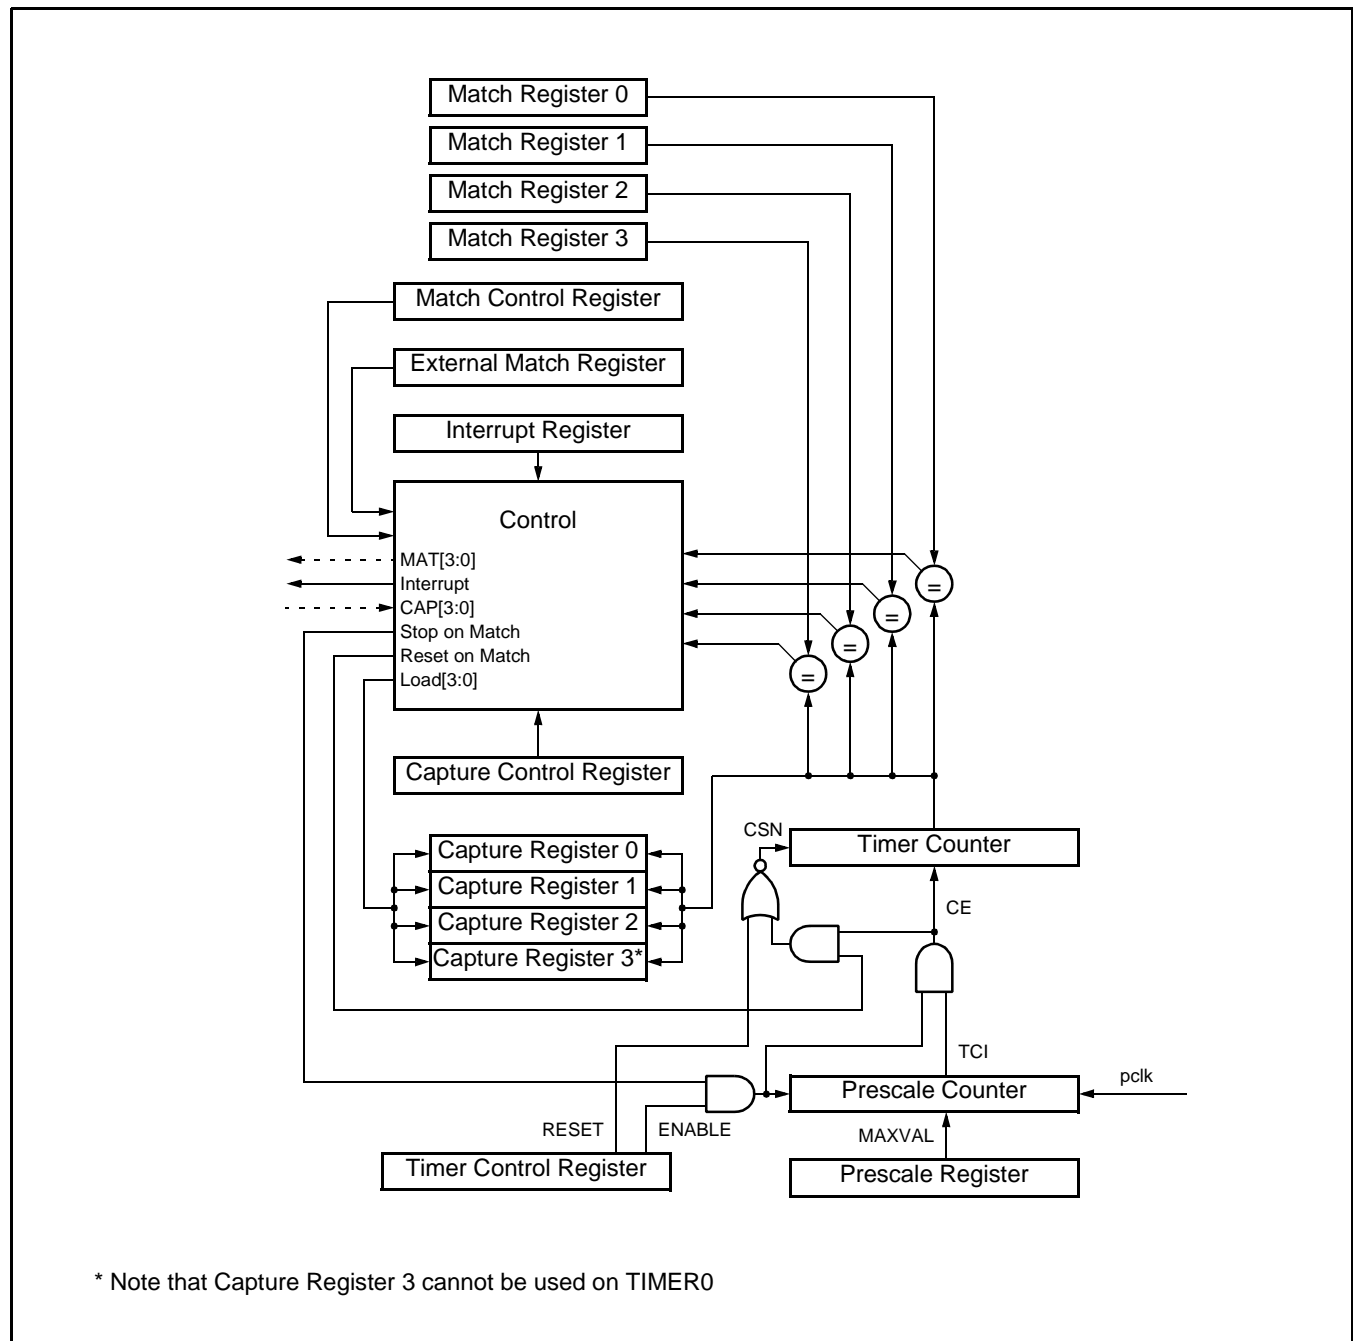 Match Register 0
Match Register 1
Match Register 2
Match Register 3
Match Control Register
External Match Register
Interrupt Register
Control
MAT[3:0]
Interrupt
CAP[3:0]
Stop on Match
Reset on Match
Load[3:0]
=
=
=
=
Capture Control Register
CSN
Timer Counter
Capture Register 0
Capture Register 1
Capture Register 2
Capture Register 3*
CE
TCI
pclk
Prescale Counter
RESET
ENABLE
MAXVAL
Timer Control Register
Prescale Register
* Note that Capture Register 3 cannot be used on TIMER0